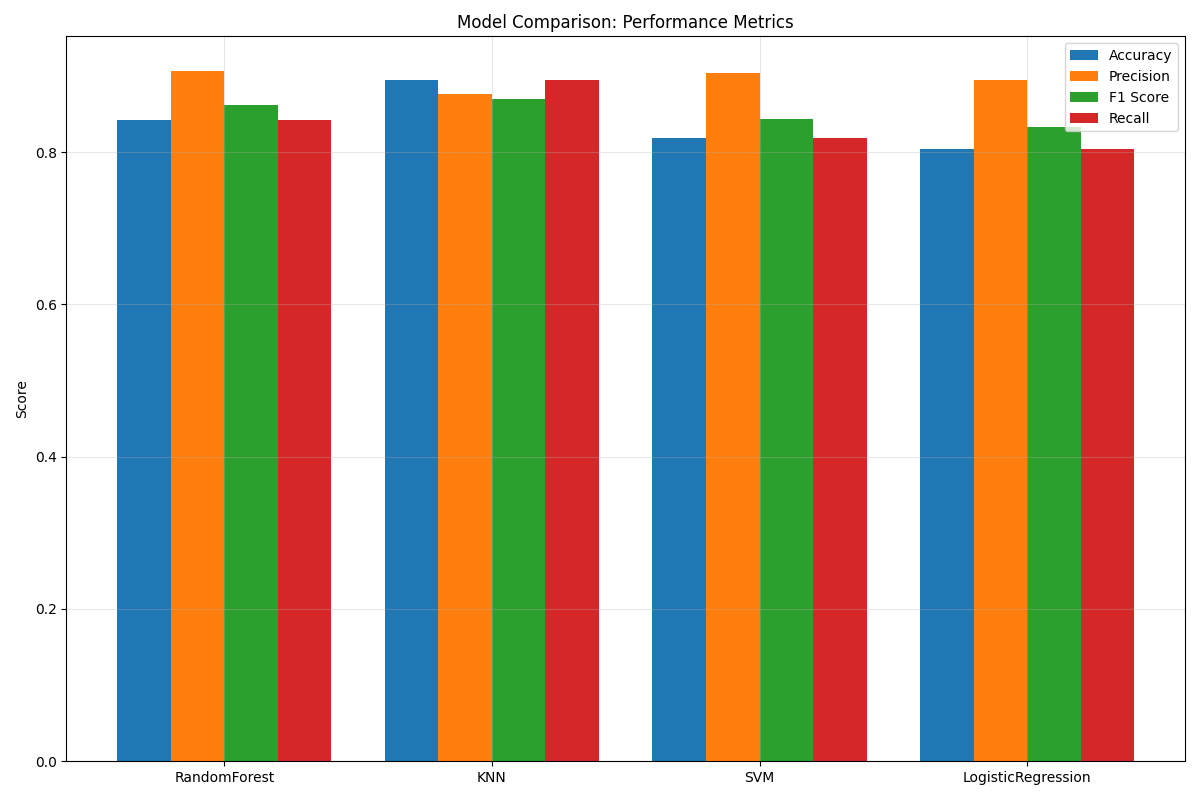 Model Comparison: Performance Metrics
Accuracy
Precision
F1 Score
Recall
Score
0.8
0.6
0.4
0.2
0.0
RandomForest
KNN
SVM
LogisticRegression